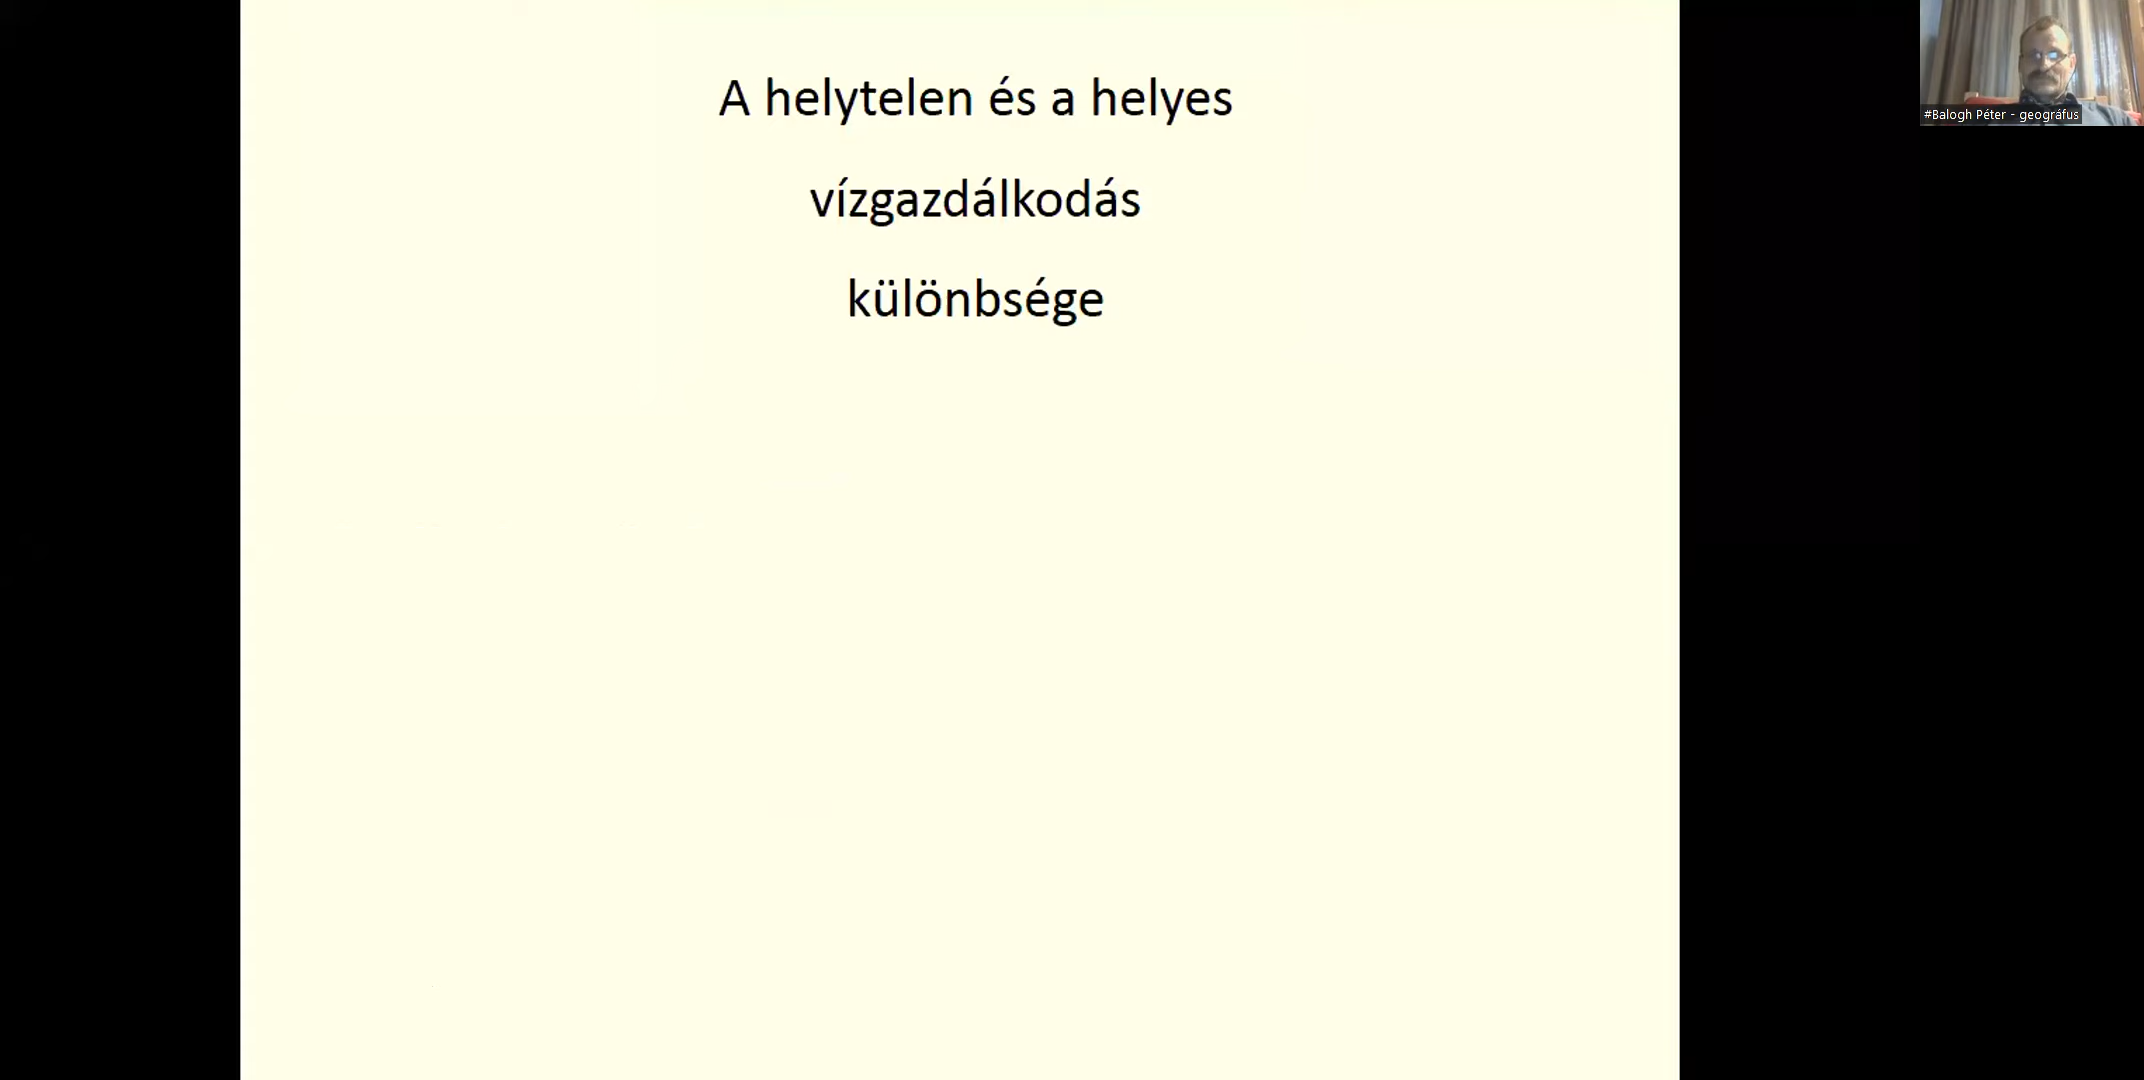 A helytelen és a helyes
vízgazdálkodás
különbsége
#Balogh Péter - geográfus